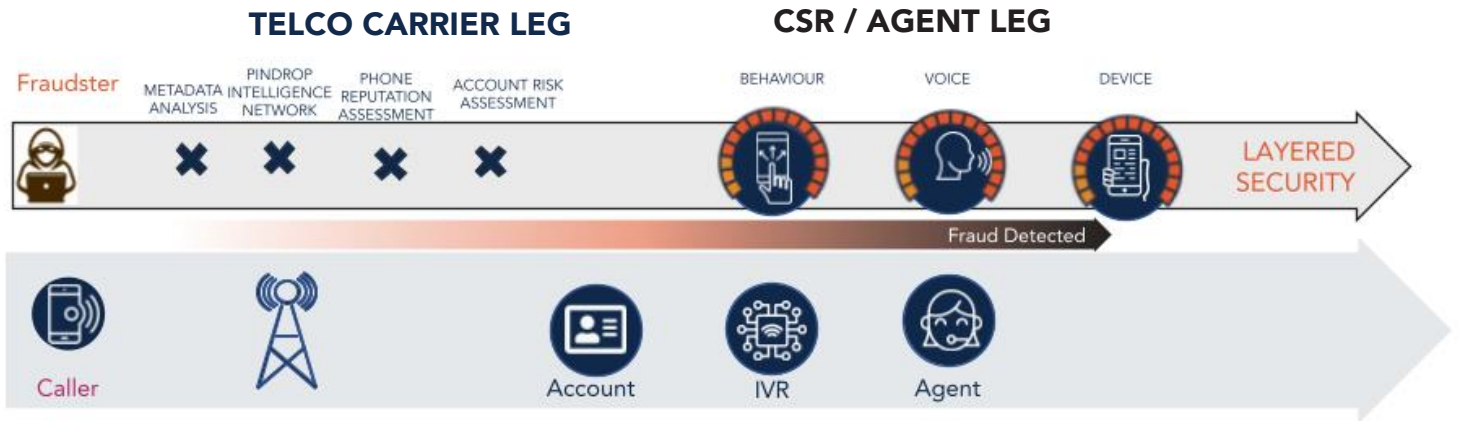 TELCO CARRIER LEG
CSR / AGENT LEG
Fraudster
METADATA
ANALYSIS
PINDROP
INTELLIGENCE
NETWORK
PHONE
REPUTATION
ASSESSMENT
ACCOUNT RISK
ASSESSMENT
BEHAVIOUR
VOICE
DEVICE
LAYERED
SECURITY
Fraud Detected
Caller
Account
IVR
Agent